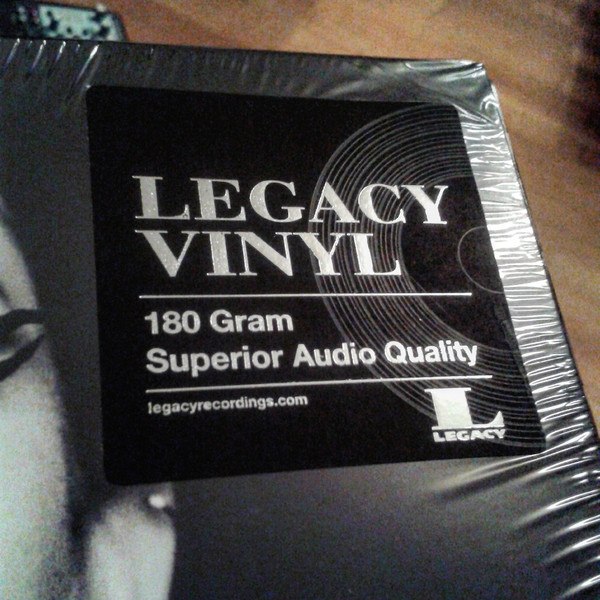 LEGACY
VINYL
180 Gram
Superior Audio Quality
legacyrecordings.com
L
LEGACY